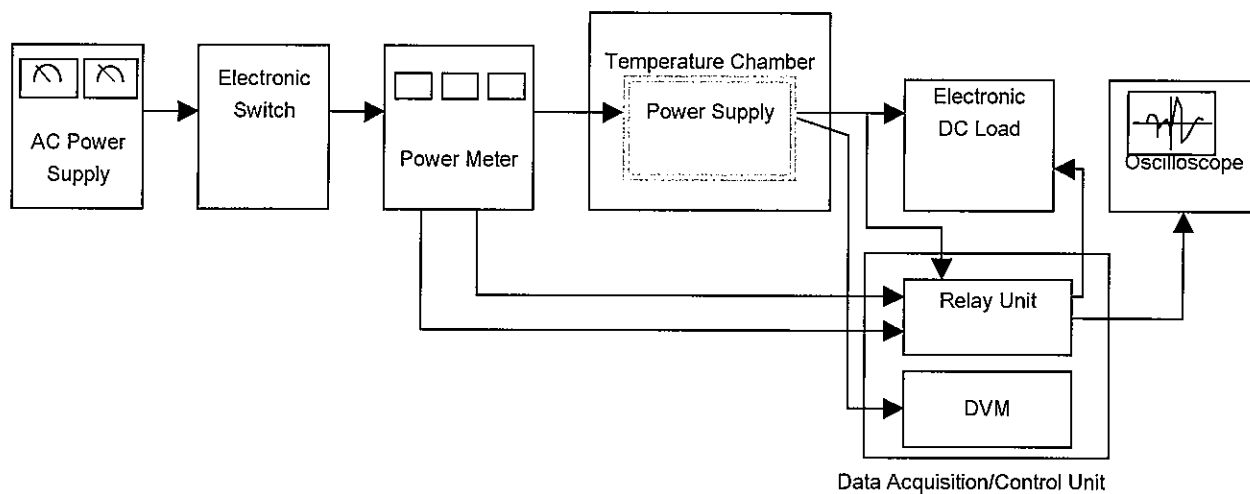 AC Power
Supply
Electronic
Switch
Power Meter
Temperature Chamber
Power Supply
Electronic
DC Load
Oscilloscope
Relay Unit
DVM
Data Acquisition/Control Unit